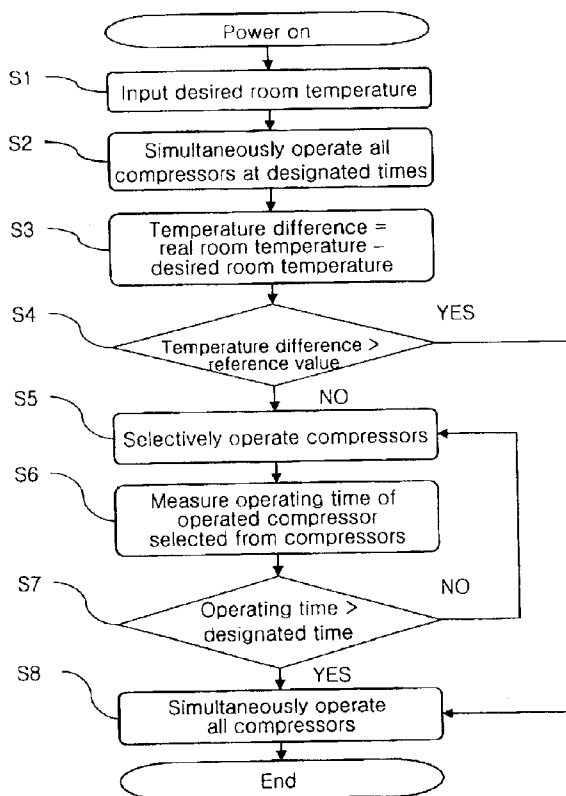 Power on
S1
Input desired room temperature
S2
Simultaneously operate all
compressors at designated times
S3
Temperature difference =
real room temperature −
desired room temperature
S4
YES
Temperature difference >
reference value
NO
S5
Selectively operate compressors
S6
Measure operating time of
operated compressor
selected from compressors
S7
NO
Operating time >
designated time
YES
S8
Simultaneously operate
all compressors
End